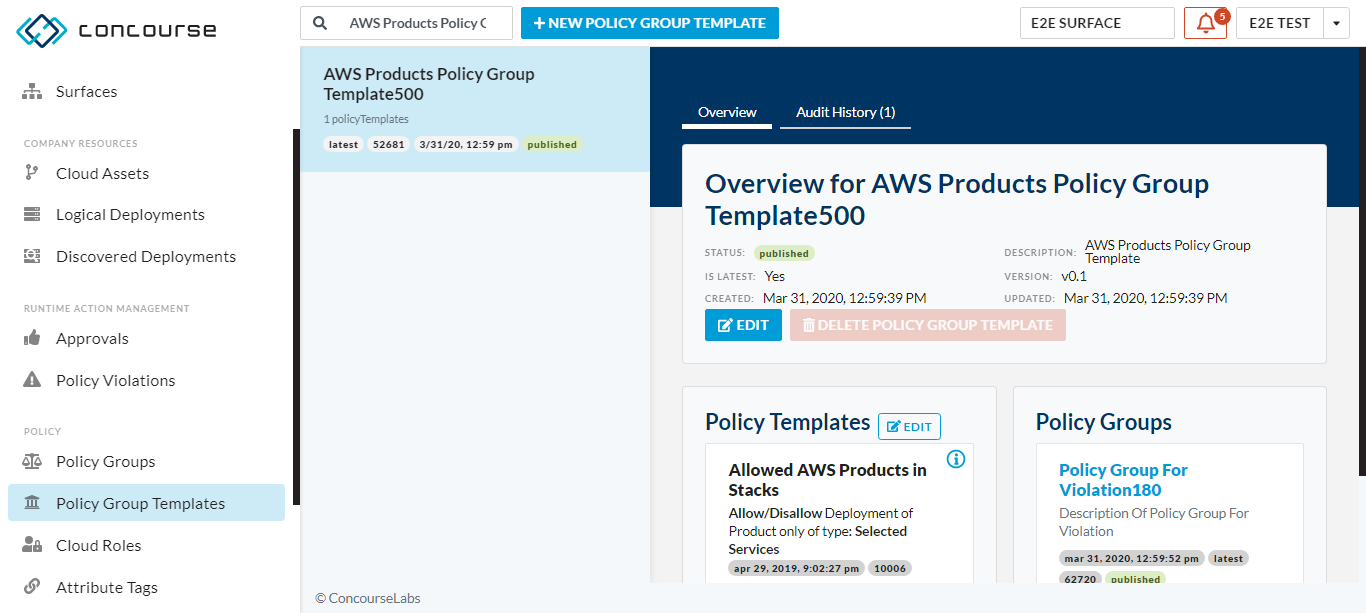 concourse
AWS Products Policy G
NEW POLICY GROUP TEMPLATE
E2E SURFACE
5
E2E TEST
Surfaces
COMPANY RESOURCES
Cloud Assets
Logical Deployments
Discovered Deployments
RUNTIME ACTION MANAGEMENT
Approvals
Policy Violations
POLICY
Policy Groups
Policy Group Templates
Cloud Roles
Attribute Tags
AWS Products Policy Group
Template500
1 policyTemplates
latest 52681 3/31/20, 12:59 pm published
Overview Audit History (1)
Overview for AWS Products Policy Group
Template500
STATUS: published
DESCRIPTION: AWS Products Policy Group
Template
IS LATEST: Yes
VERSION: v0.1
CREATED: Mar 31, 2020, 12:59:39 PM
UPDATED: Mar 31, 2020, 12:59:39 PM
EDIT
DELETE POLICY GROUP TEMPLATE
Policy Templates EDIT
Allowed AWS Products in
Stacks
Allow/Disallow Deployment of
Product only of type: Selected
Services
apr 29, 2019, 9:02:27 pm 10006
Policy Groups
Policy Group For
Violation180
Description Of Policy Group For
Violation
mar 31, 2020, 12:59:52 pm latest
62720 published
© ConcourseLabs